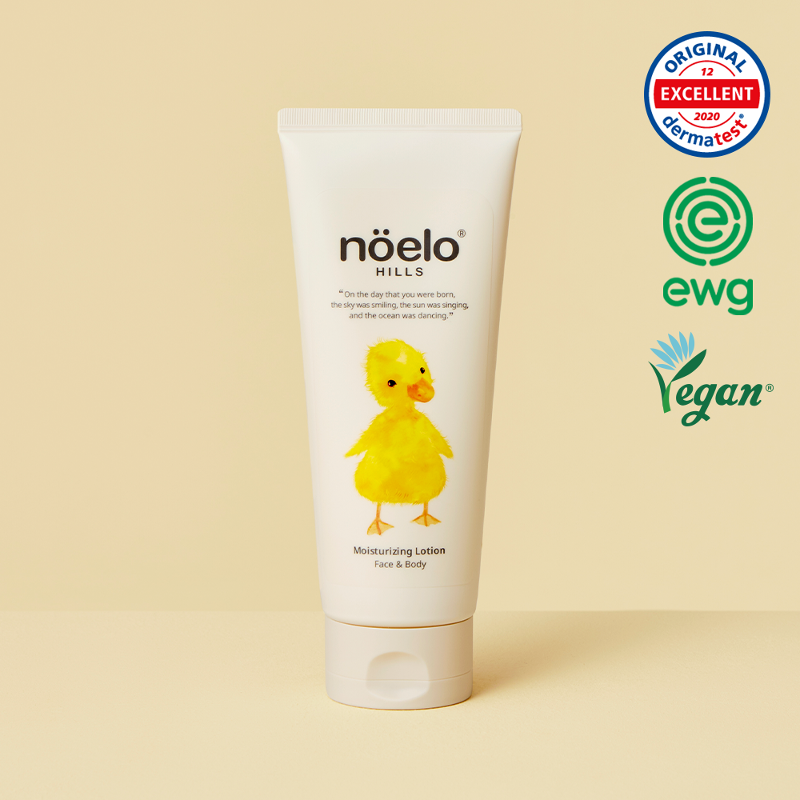 nöelo®
HILLS
“On the day that you were born,
the sky was smiling, the sun was singing,
and the ocean was dancing.”
Moisturizing Lotion
Face & Body
ORIGINAL
12
EXCELLENT
2020
dermatest®
ewg
Vegan®